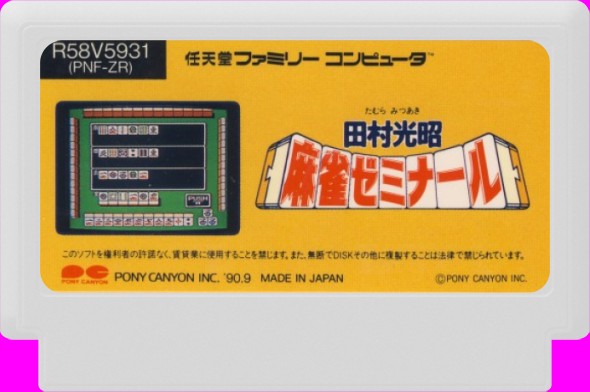 R58V5931
(PNF-ZR)
任天堂 ファミリー コンピュータ™
たむら みつあき
田村光昭
麻雀ゼミナール
PUSH
このソフトを権利者の許諾なく、賃貸業に使用することを禁じます。また、無断でDISKその他に複製することは法律で禁じられています。
PONY CANYON
PONY CANYON INC. '90.9 MADE IN JAPAN
©PONY CANYON INC.